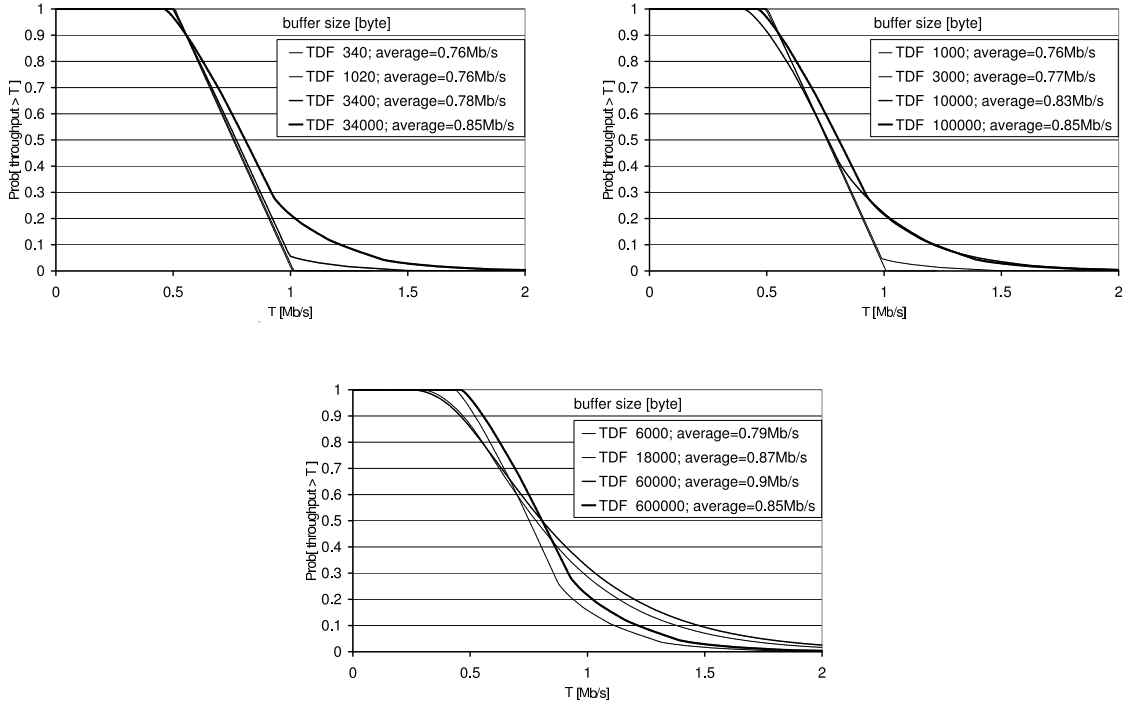 buffer size [byte]
TDF 340; average=0.76Mb/s
TDF 1020; average=0.76Mb/s
TDF 3400; average=0.78Mb/s
TDF 34000; average=0.85Mb/s
Prob[ throughput > T ]
1
0.9
0.8
0.7
0.6
0.5
0.4
0.3
0.2
0.1
0
0 0.5 1 1.5 2
T [Mb/s]
buffer size [byte]
TDF 1000; average=0.76Mb/s
TDF 3000; average=0.77Mb/s
TDF 10000; average=0.83Mb/s
TDF 100000; average=0.85Mb/s
Prob[ throughput > T ]
1
0.9
0.8
0.7
0.6
0.5
0.4
0.3
0.2
0.1
0
0 0.5 1 1.5 2
T [Mb/s]
buffer size [byte]
TDF 6000; average=0.79Mb/s
TDF 18000; average=0.87Mb/s
TDF 60000; average=0.9Mb/s
TDF 600000; average=0.85Mb/s
Prob[ throughput > T ]
1
0.9
0.8
0.7
0.6
0.5
0.4
0.3
0.2
0.1
0
0 0.5 1 1.5 2
T [Mb/s]